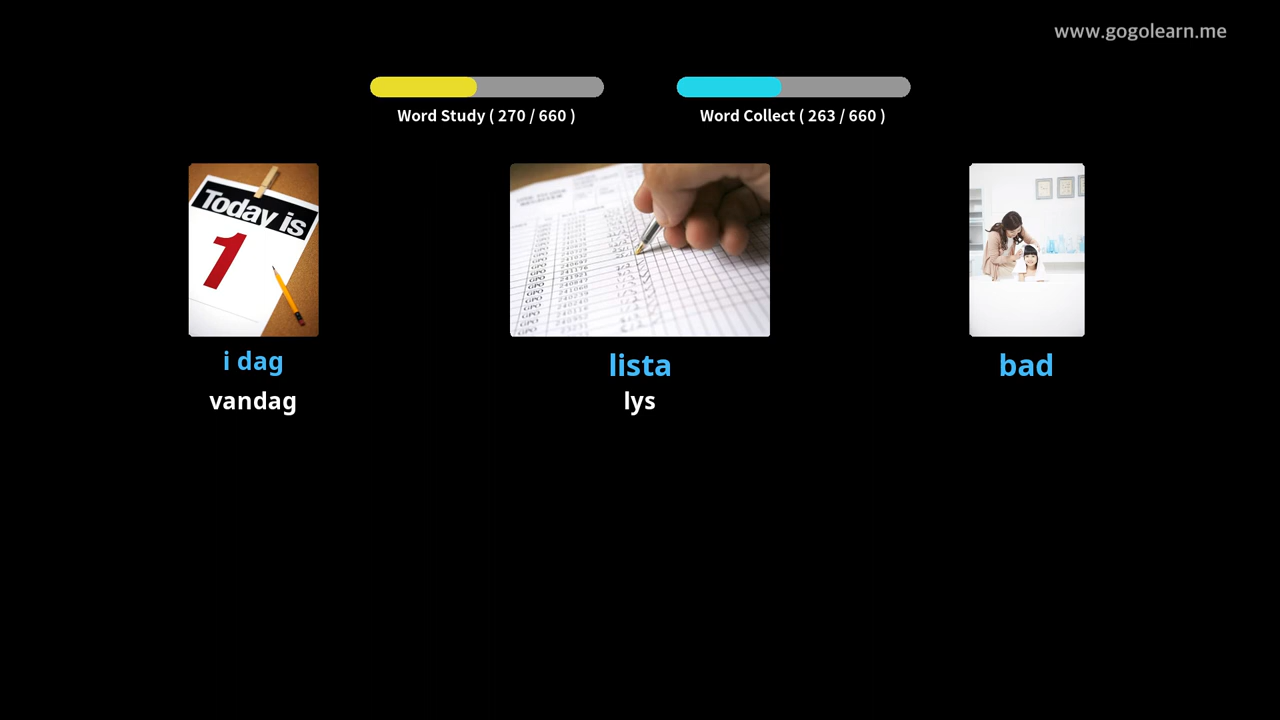 www.gogolearn.me
Word Study ( 270 / 660 )
Word Collect ( 263 / 660 )
Today is
1
i dag
vandag
lista
lys
bad